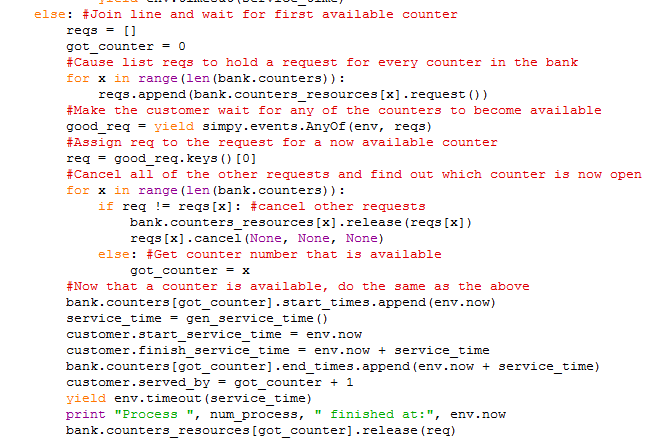 yield env.timeout(service_time)
else: #Join line and wait for first available counter
reqs = []
got_counter = 0
#Cause list reqs to hold a request for every counter in the bank
for x in range(len(bank.counters)):
reqs.append(bank.counters_resources[x].request())
#Make the customer wait for any of the counters to become available
good_req = yield simpy.events.AnyOf(env, reqs)
#Assign req to the request for a now available counter
req = good_req.keys()[0]
#Cancel all of the other requests and find out which counter is now open
for x in range(len(bank.counters)):
if req != reqs[x]: #cancel other requests
bank.counters_resources[x].release(reqs[x])
reqs[x].cancel(None, None, None)
else: #Get counter number that is available
got_counter = x
#Now that a counter is available, do the same as the above
bank.counters[got_counter].start_times.append(env.now)
service_time = gen_service_time()
customer.start_service_time = env.now
customer.finish_service_time = env.now + service_time
bank.counters[got_counter].end_times.append(env.now + service_time)
customer.served_by = got_counter + 1
yield env.timeout(service_time)
print "Process ", num_process, " finished at:", env.now
bank.counters_resources[got_counter].release(req)